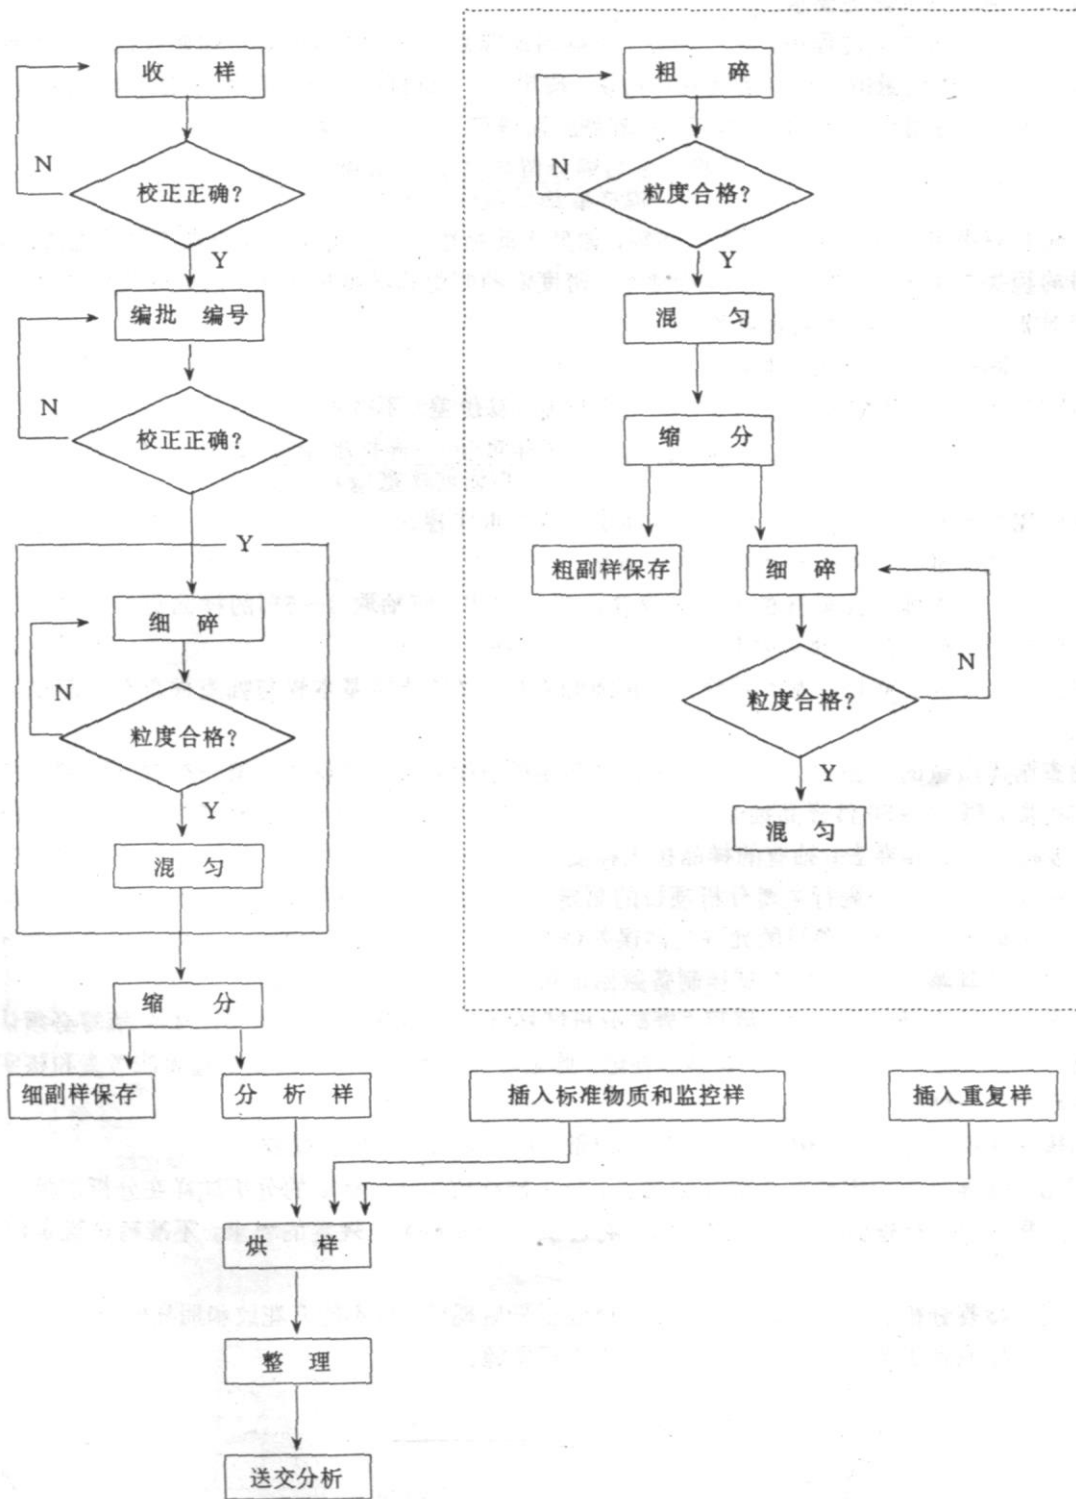 收 样
N
校正正确?
Y
编批 编号
N
校正正确?
Y
细 碎
N
粒度合格?
Y
混 匀
缩 分
细副样保存
分 析 样
粗 碎
N
粒度合格?
Y
混 匀
缩 分
粗副样保存
细 碎
N
粒度合格?
Y
混 匀
插入标准物质和监控样
插入重复样
烘 样
整 理
送交分析